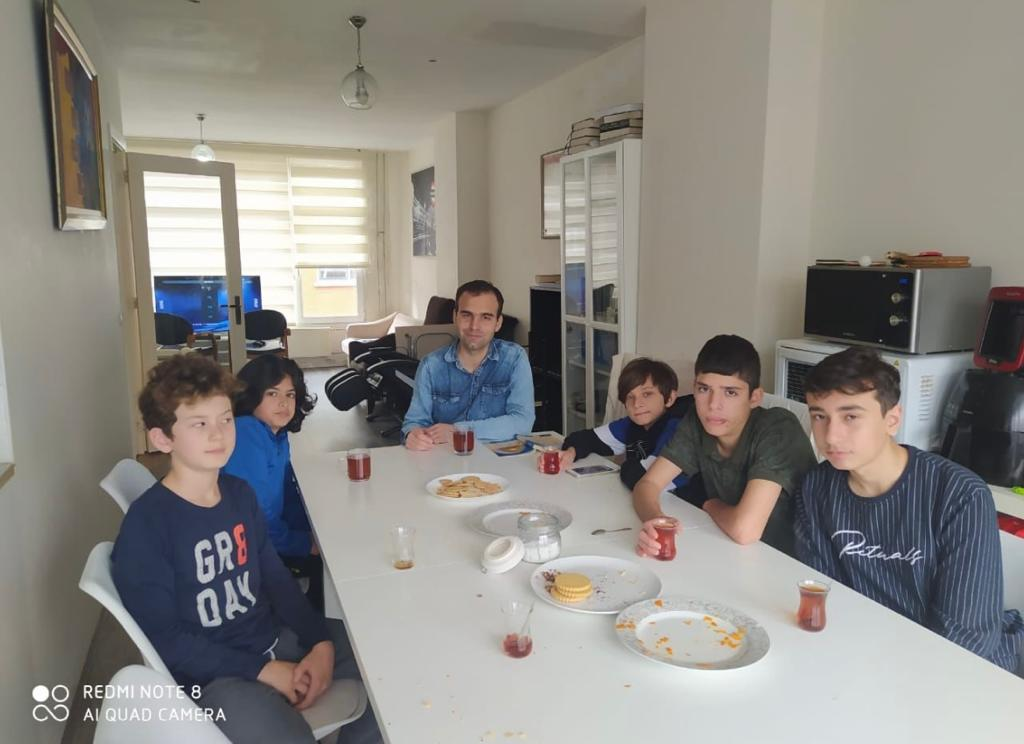 GR8
DAY
Rituals
REDMI NOTE 8
AI QUAD CAMERA